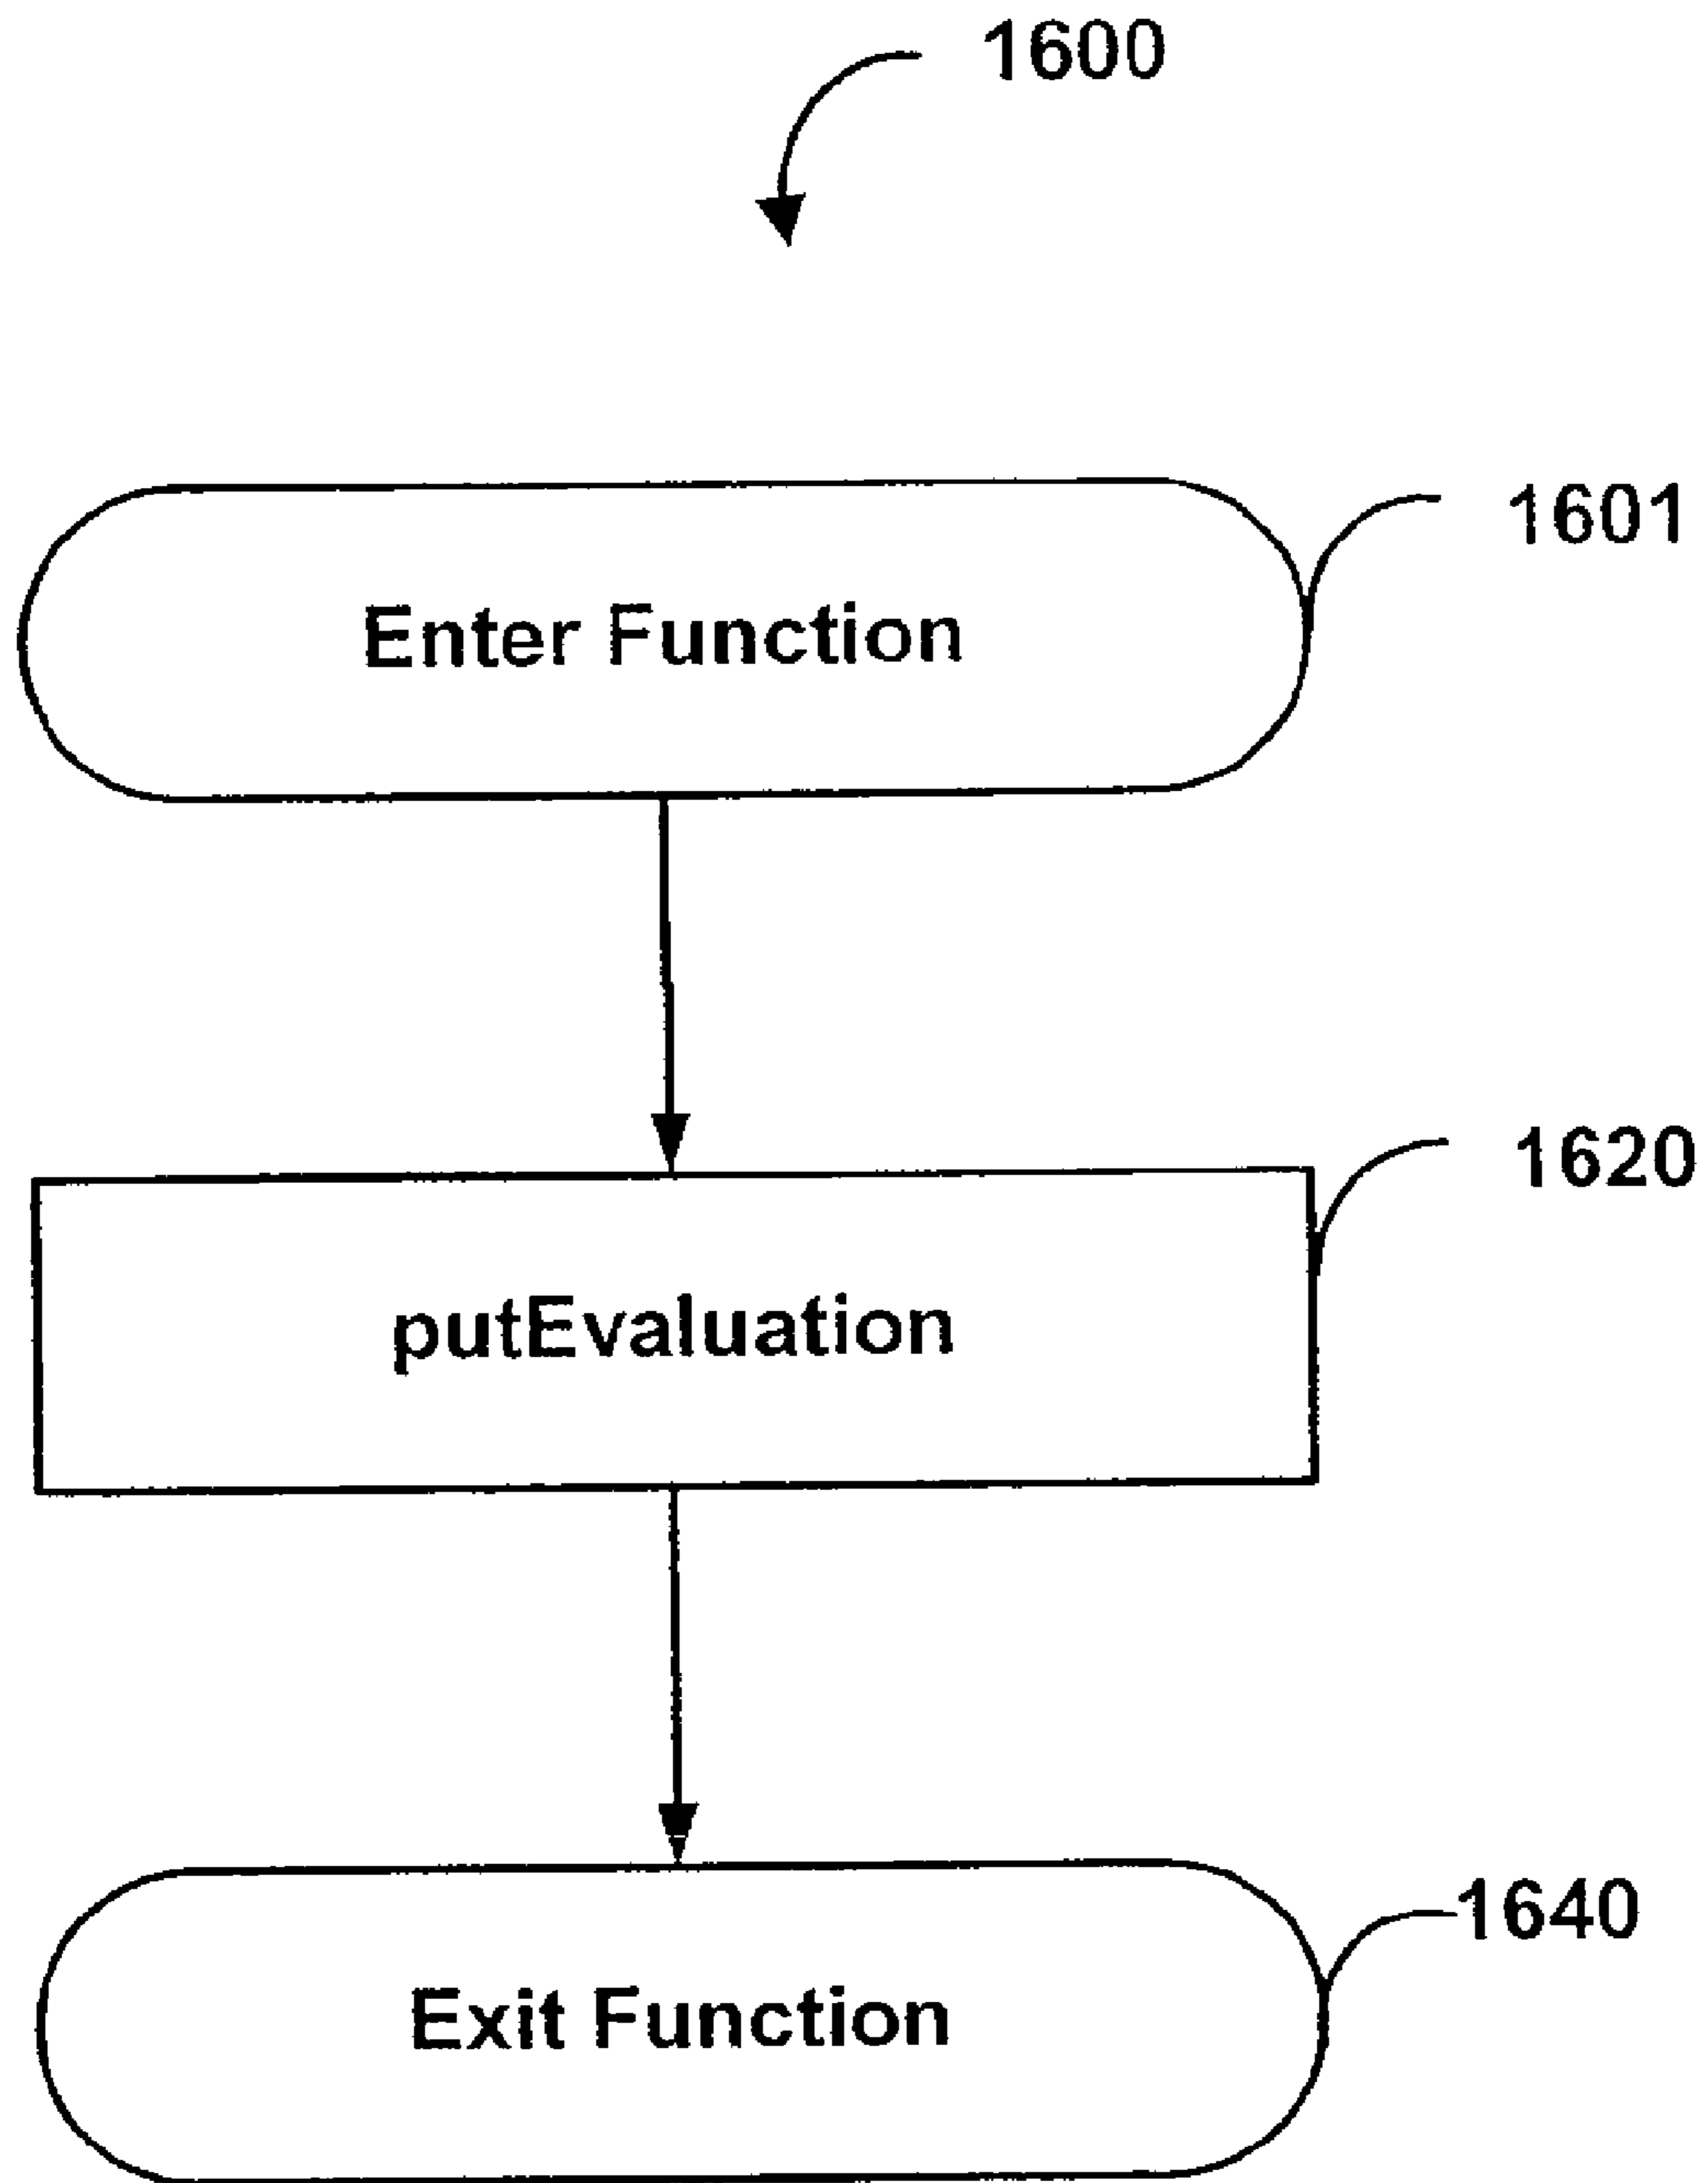 1600
1601
Enter Function
1620
putEvaluation
1640
Exit Function